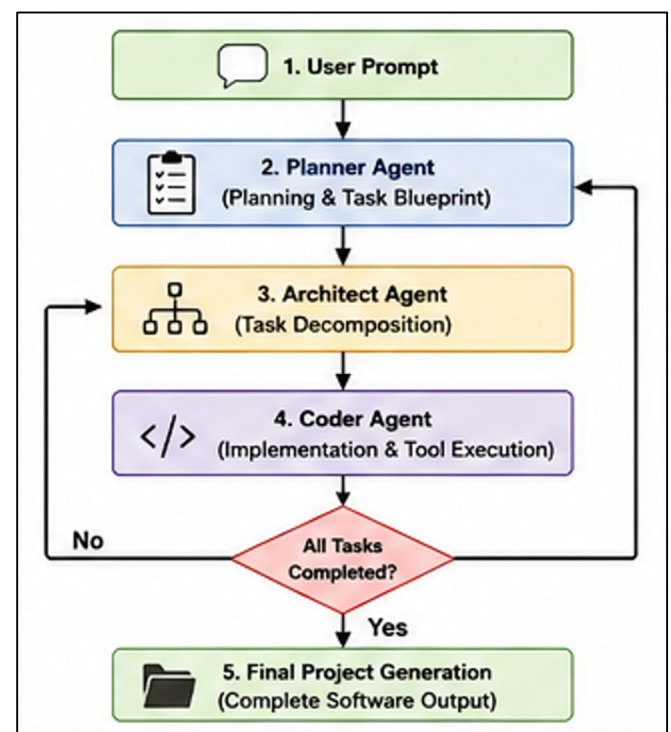 1. User Prompt
2. Planner Agent
(Planning & Task Blueprint)
3. Architect Agent
(Task Decomposition)
4. Coder Agent
</>
(Implementation & Tool Execution)
All Tasks
Completed?
No
Yes
5. Final Project Generation
(Complete Software Output)